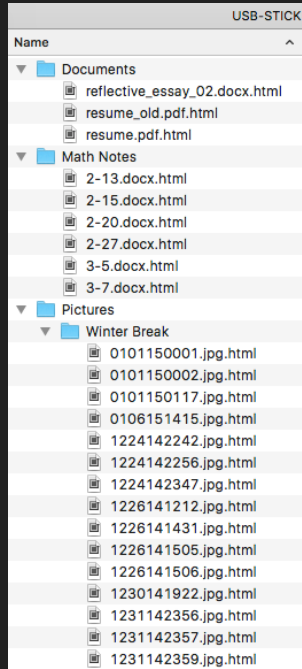 USB-STICK
Name
Documents
reflective_essay_02.docx.html
resume_old.pdf.html
resume.pdf.html
Math Notes
2-13.docx.html
2-15.docx.html
2-20.docx.html
2-27.docx.html
3-5.docx.html
3-7.docx.html
Pictures
Winter Break
0101150001.jpg.html
0101150002.jpg.html
0101150117.jpg.html
0106151415.jpg.html
1224142242.jpg.html
1224142256.jpg.html
1224142347.jpg.html
1226141212.jpg.html
1226141431.jpg.html
1226141505.jpg.html
1226141506.jpg.html
1230141922.jpg.html
1231142356.jpg.html
1231142357.jpg.html
1231142359.jpg.html